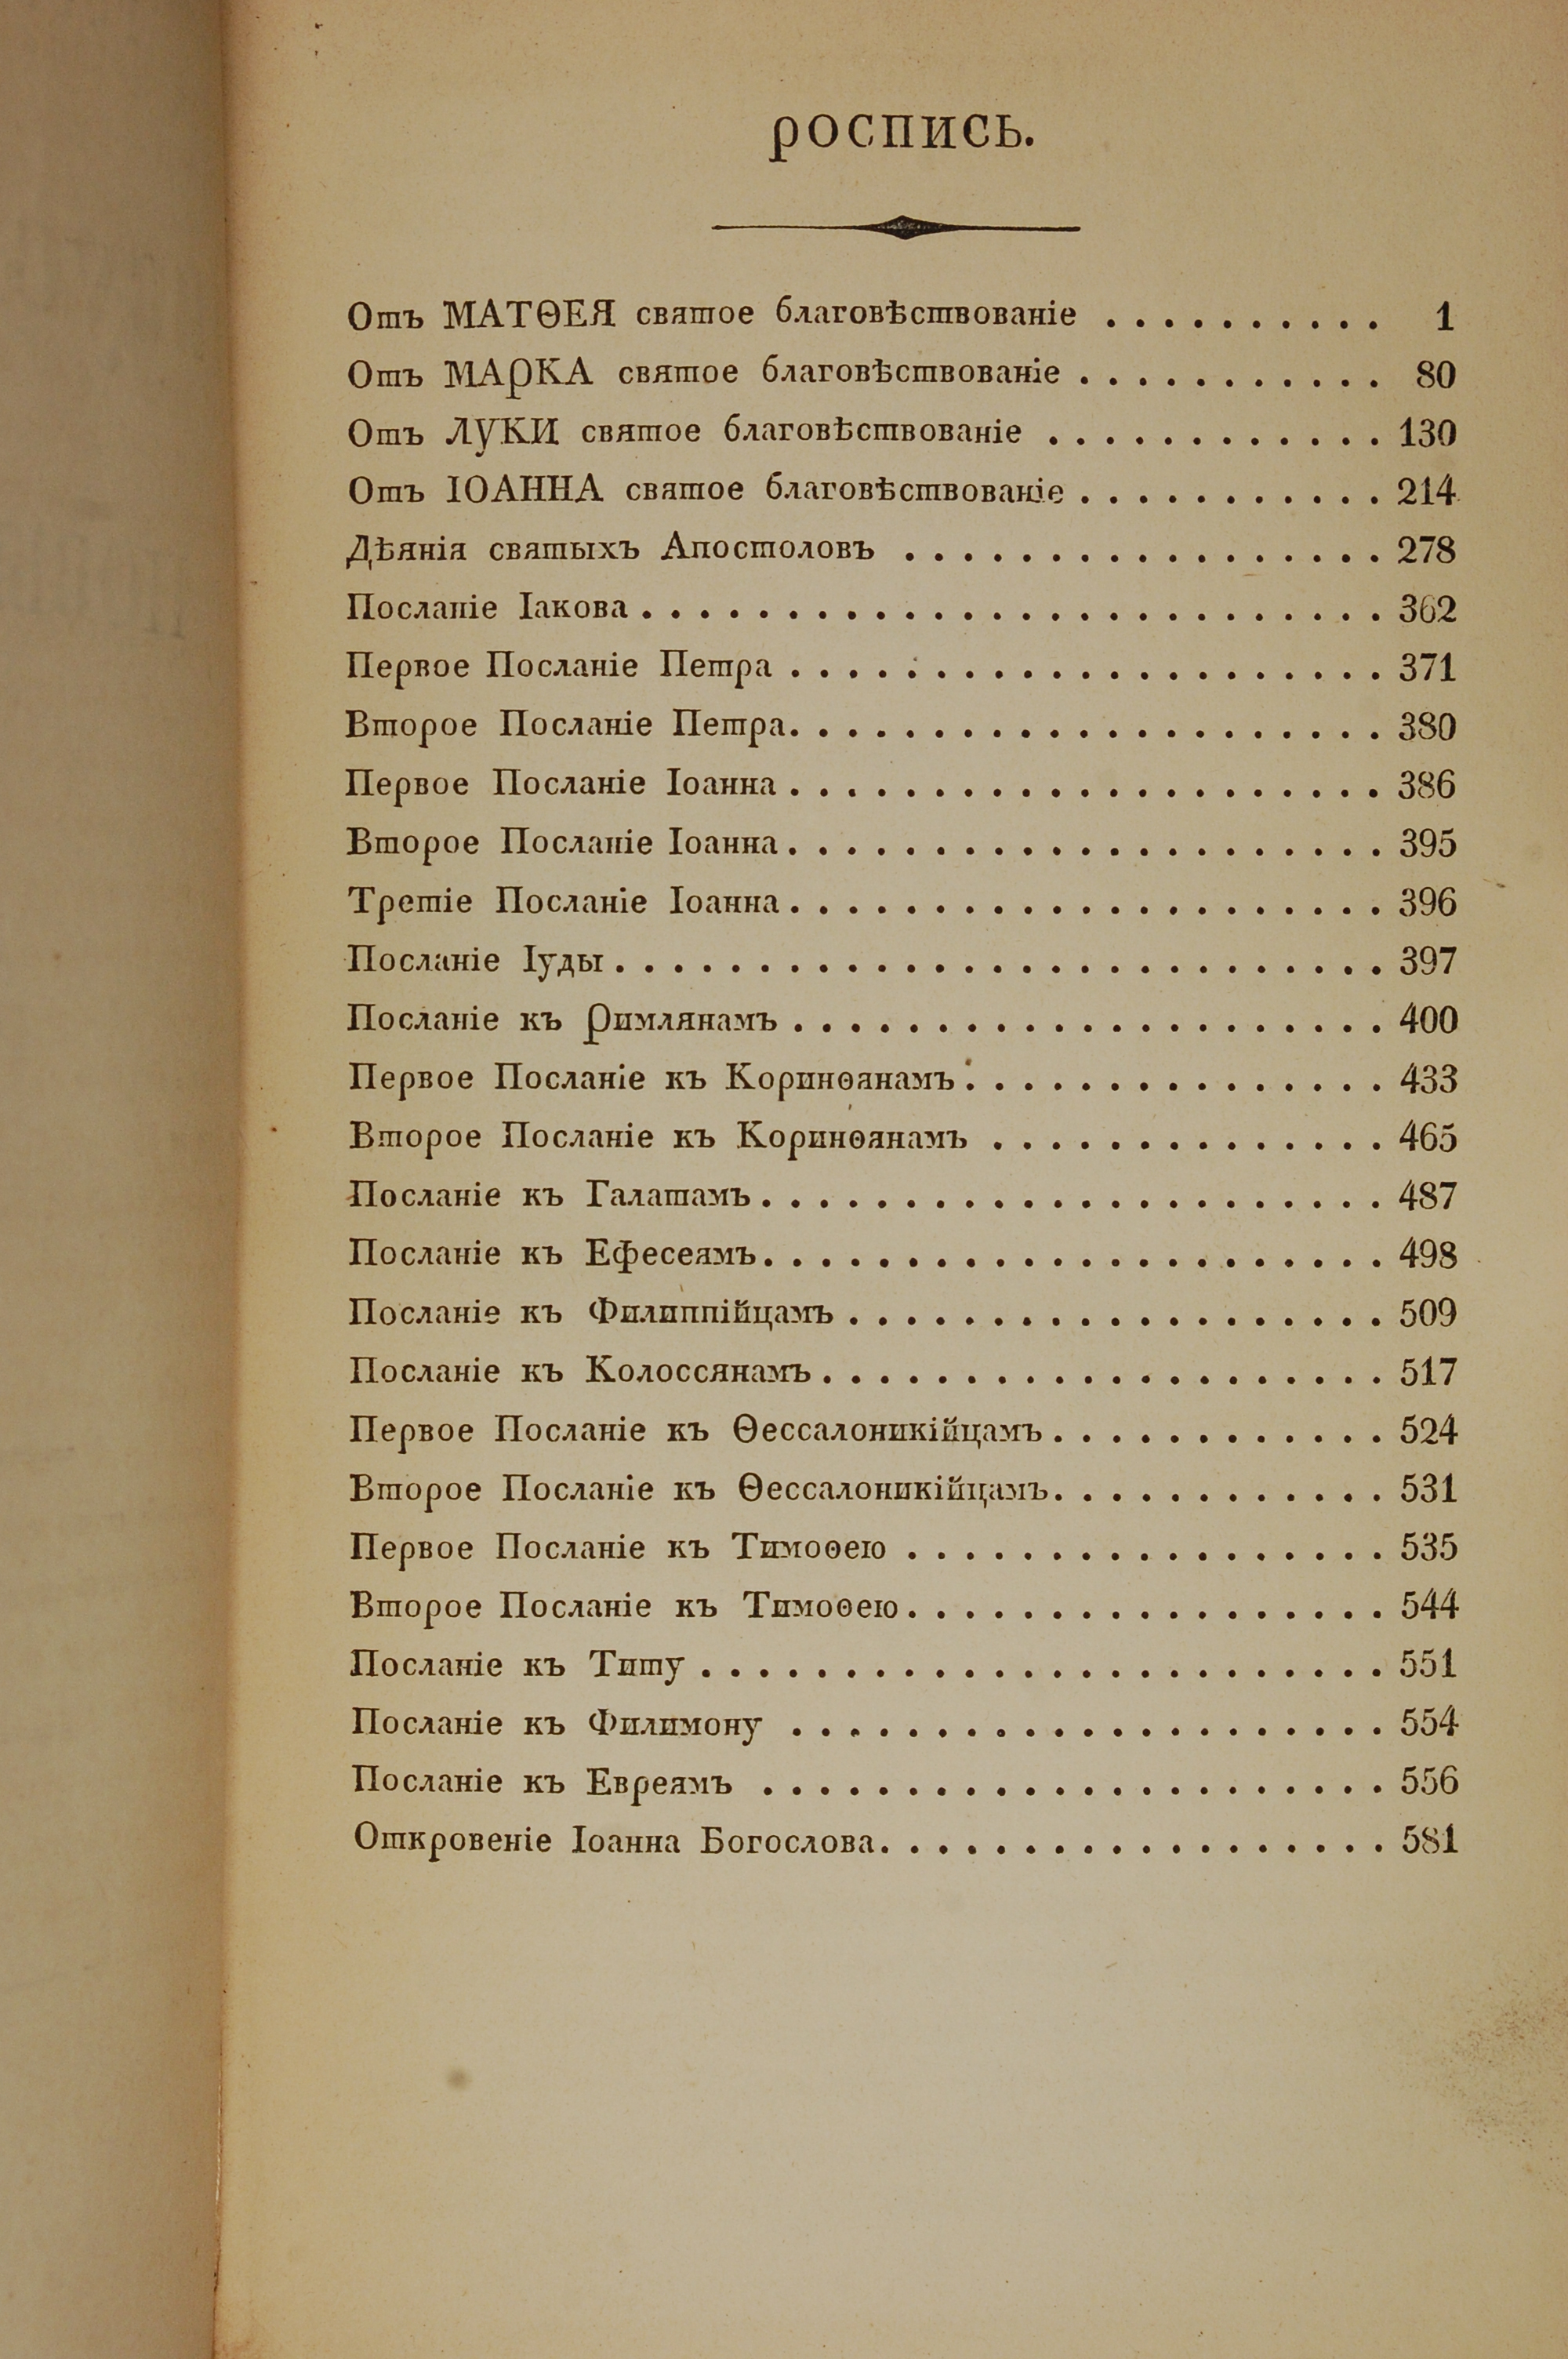 РОСПИСЬ.
Отъ МАТѲЕЯ святое благовѣствованіе . . . . . . . . . . 1
Отъ МАРКА святое благовѣствованіе . . . . . . . . . . . 80
Отъ ЛУКИ святое благовѣствованіе . . . . . . . . . . . . 130
Отъ ІОАННА святое благовѣствованіе . . . . . . . . . . . 214
Дѣянія святыхъ Апостоловъ . . . . . . . . . . . . . . . . . 278
Посланіе Іакова . . . . . . . . . . . . . . . . . . . . . . . . . . 362
Первое Посланіе Петра . . . . . . . . . . . . . . . . . . . . . 371
Второе Посланіе Петра. . . . . . . . . . . . . . . . . . . . . 380
Первое Посланіе Іоанна . . . . . . . . . . . . . . . . . . . . . 386
Второе Посланіе Іоанна . . . . . . . . . . . . . . . . . . . . . 395
Третіе Посланіе Іоанна . . . . . . . . . . . . . . . . . . . . . 396
Посланіе Іуды . . . . . . . . . . . . . . . . . . . . . . . . . . . 397
Посланіе къ Римлянамъ . . . . . . . . . . . . . . . . . . . . . 400
Первое Посланіе къ Коринѳянамъ . . . . . . . . . . . . . . . 433
Второе Посланіе къ Коринѳянамъ . . . . . . . . . . . . . . 465
Посланіе къ Галатамъ . . . . . . . . . . . . . . . . . . . . . . 487
Посланіе къ Ефесеямъ. . . . . . . . . . . . . . . . . . . . . . 498
Посланіе къ Филиппійцамъ . . . . . . . . . . . . . . . . . . . 509
Посланіе къ Колоссянамъ . . . . . . . . . . . . . . . . . . . . 517
Первое Посланіе къ Ѳессалоникійцамъ . . . . . . . . . . . . 524
Второе Посланіе къ Ѳессалоникійцамъ. . . . . . . . . . . . 531
Первое Посланіе къ Тимоѳею . . . . . . . . . . . . . . . . . 535
Второе Посланіе къ Тимоѳею . . . . . . . . . . . . . . . . . 544
Посланіе къ Титу . . . . . . . . . . . . . . . . . . . . . . . . 551
Посланіе къ Филимону . . . . . . . . . . . . . . . . . . . . . 554
Посланіе къ Евреямъ . . . . . . . . . . . . . . . . . . . . . . 556
Откровеніе Іоанна Богослова. . . . . . . . . . . . . . . . . . 581